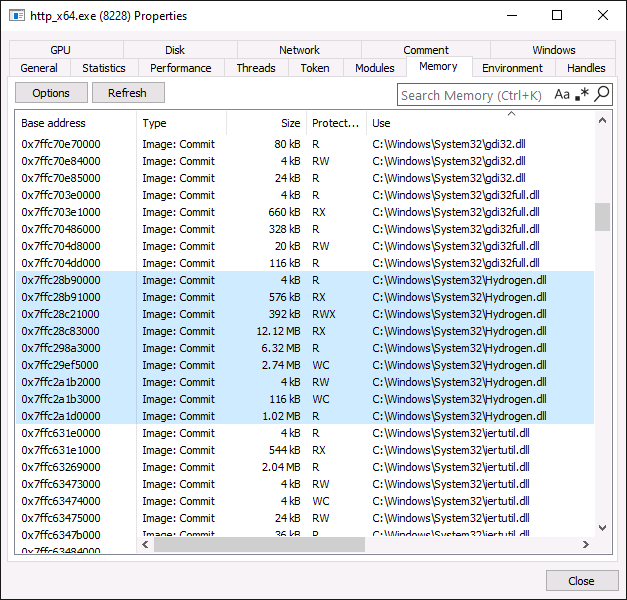 http_x64.exe (8228) Properties
GPU Disk Network Comment Windows
General Statistics Performance Threads Token Modules Memory Environment Handles
Options Refresh Search Memory (Ctrl+K) Aa .*
Base address Type Size Protect... Use
0x7ffc70e70000 Image: Commit 80 kB R C:\Windows\System32\gdi32.dll
0x7ffc70e84000 Image: Commit 4 kB RW C:\Windows\System32\gdi32.dll
0x7ffc70e85000 Image: Commit 24 kB R C:\Windows\System32\gdi32.dll
0x7ffc703e0000 Image: Commit 4 kB R C:\Windows\System32\gdi32full.dll
0x7ffc703e1000 Image: Commit 660 kB RX C:\Windows\System32\gdi32full.dll
0x7ffc70486000 Image: Commit 328 kB R C:\Windows\System32\gdi32full.dll
0x7ffc704d8000 Image: Commit 20 kB RW C:\Windows\System32\gdi32full.dll
0x7ffc704dd000 Image: Commit 116 kB R C:\Windows\System32\gdi32full.dll
0x7ffc28b90000 Image: Commit 4 kB R C:\Windows\System32\Hydrogen.dll
0x7ffc28b91000 Image: Commit 576 kB RX C:\Windows\System32\Hydrogen.dll
0x7ffc28c21000 Image: Commit 392 kB RWX C:\Windows\System32\Hydrogen.dll
0x7ffc28c83000 Image: Commit 12.12 MB RX C:\Windows\System32\Hydrogen.dll
0x7ffc298a3000 Image: Commit 6.32 MB R C:\Windows\System32\Hydrogen.dll
0x7ffc29ef5000 Image: Commit 2.74 MB WC C:\Windows\System32\Hydrogen.dll
0x7ffc2a1b2000 Image: Commit 4 kB RW C:\Windows\System32\Hydrogen.dll
0x7ffc2a1b3000 Image: Commit 116 kB WC C:\Windows\System32\Hydrogen.dll
0x7ffc2a1d0000 Image: Commit 1.02 MB R C:\Windows\System32\Hydrogen.dll
0x7ffc631e0000 Image: Commit 4 kB R C:\Windows\System32\iertutil.dll
0x7ffc631e1000 Image: Commit 544 kB RX C:\Windows\System32\iertutil.dll
0x7ffc63269000 Image: Commit 2.04 MB R C:\Windows\System32\iertutil.dll
0x7ffc63473000 Image: Commit 4 kB RW C:\Windows\System32\iertutil.dll
0x7ffc63474000 Image: Commit 4 kB WC C:\Windows\System32\iertutil.dll
0x7ffc63475000 Image: Commit 24 kB RW C:\Windows\System32\iertutil.dll
0x7ffc6347b000 Image: Commit 36 kB R C:\Windows\System32\iertutil.dll
0x7ffc63484000
Close